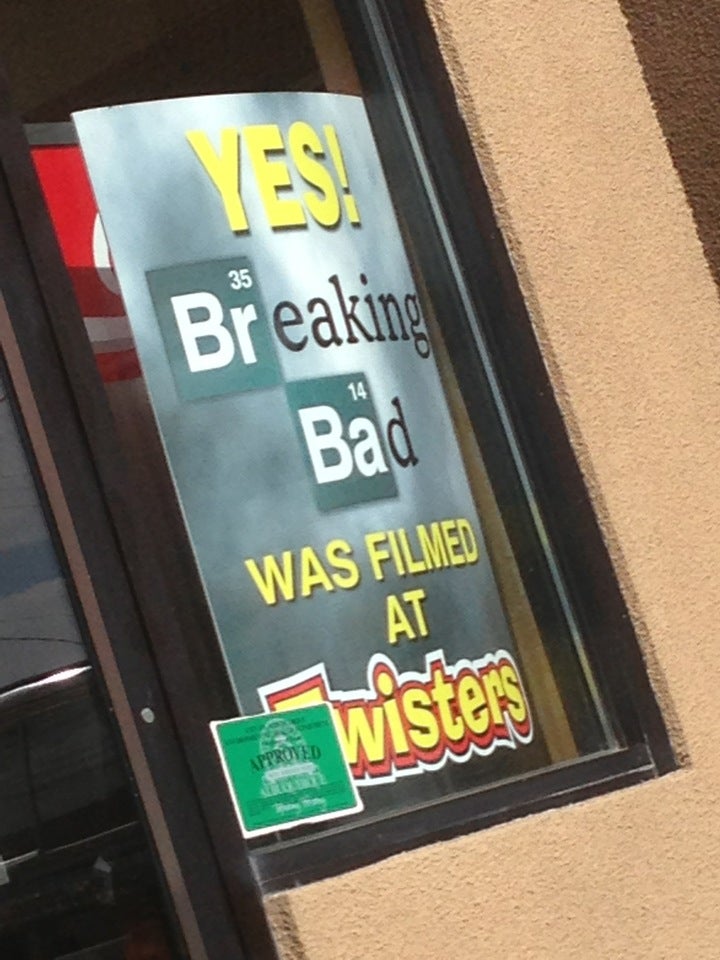 YES!
35
Breaking
14
Bad
WAS FILMED
AT
Twisters
APPROVED